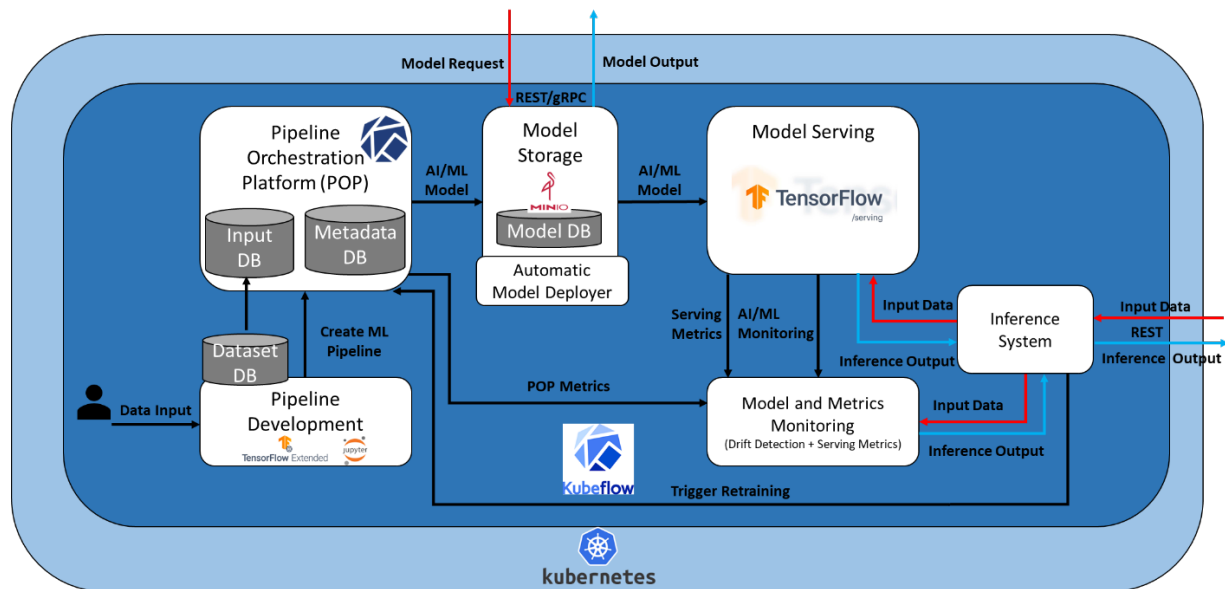 Model Request
Model Output
REST/gRPC
Pipeline
Orchestration
Platform (POP)
Input
DB
Metadata
DB
AI/ML
Model
Model
Storage
MINIO
Model DB
Automatic
Model Deployer
AI/ML
Model
Model Serving
TensorFlow
/serving
Serving
Metrics
AI/ML
Monitoring
Input Data
Inference Output
Inference
System
Input Data
REST
Inference Output
Dataset
DB
Create ML
Pipeline
Data Input
Pipeline
Development
TensorFlow Extended
jupyter
POP Metrics
Kubeflow
Model and Metrics
Monitoring
(Drift Detection + Serving Metrics)
Input Data
Inference Output
Trigger Retraining
kubernetes